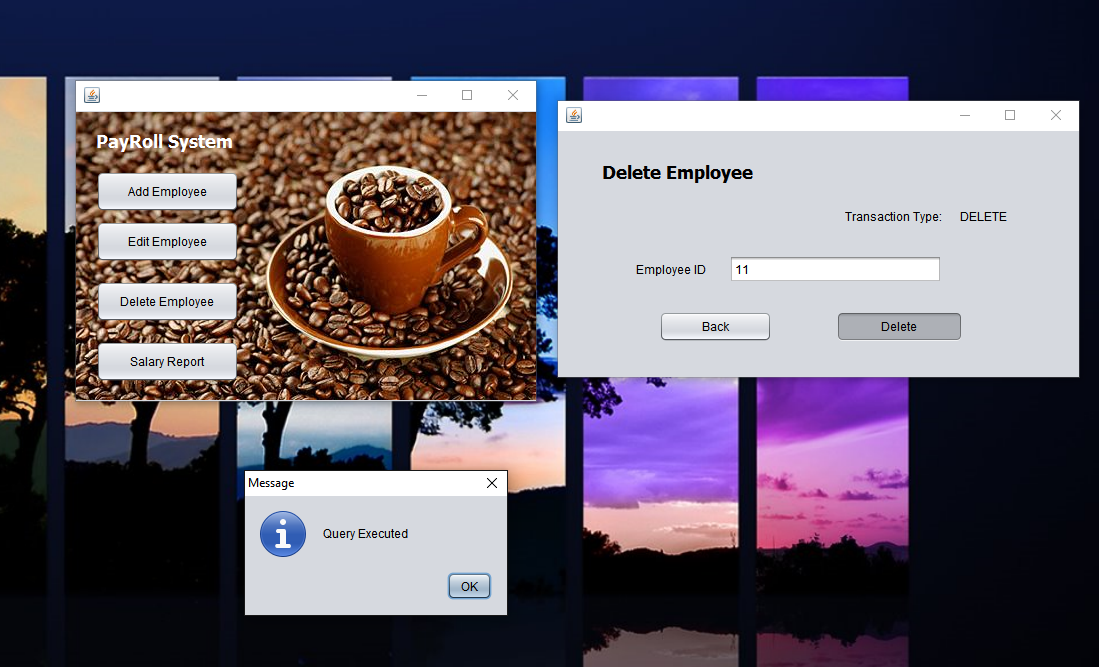 PayRoll System
Add Employee
Edit Employee
Delete Employee
Salary Report
Delete Employee
Transaction Type: DELETE
Employee ID 11
Back Delete
Message
Query Executed
OK